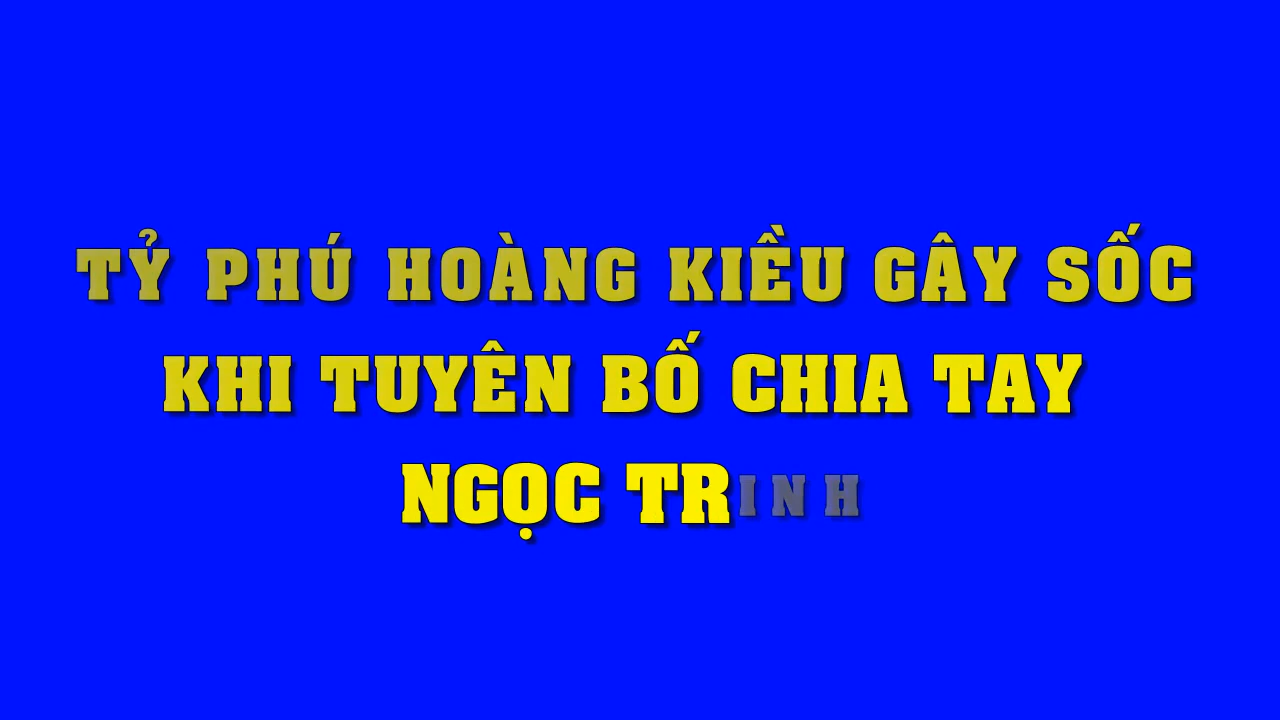 TỶ PHÚ HOÀNG KIỀU GÂY SỐC
KHI TUYÊN BỐ CHIA TAY
NGỌC TRINH